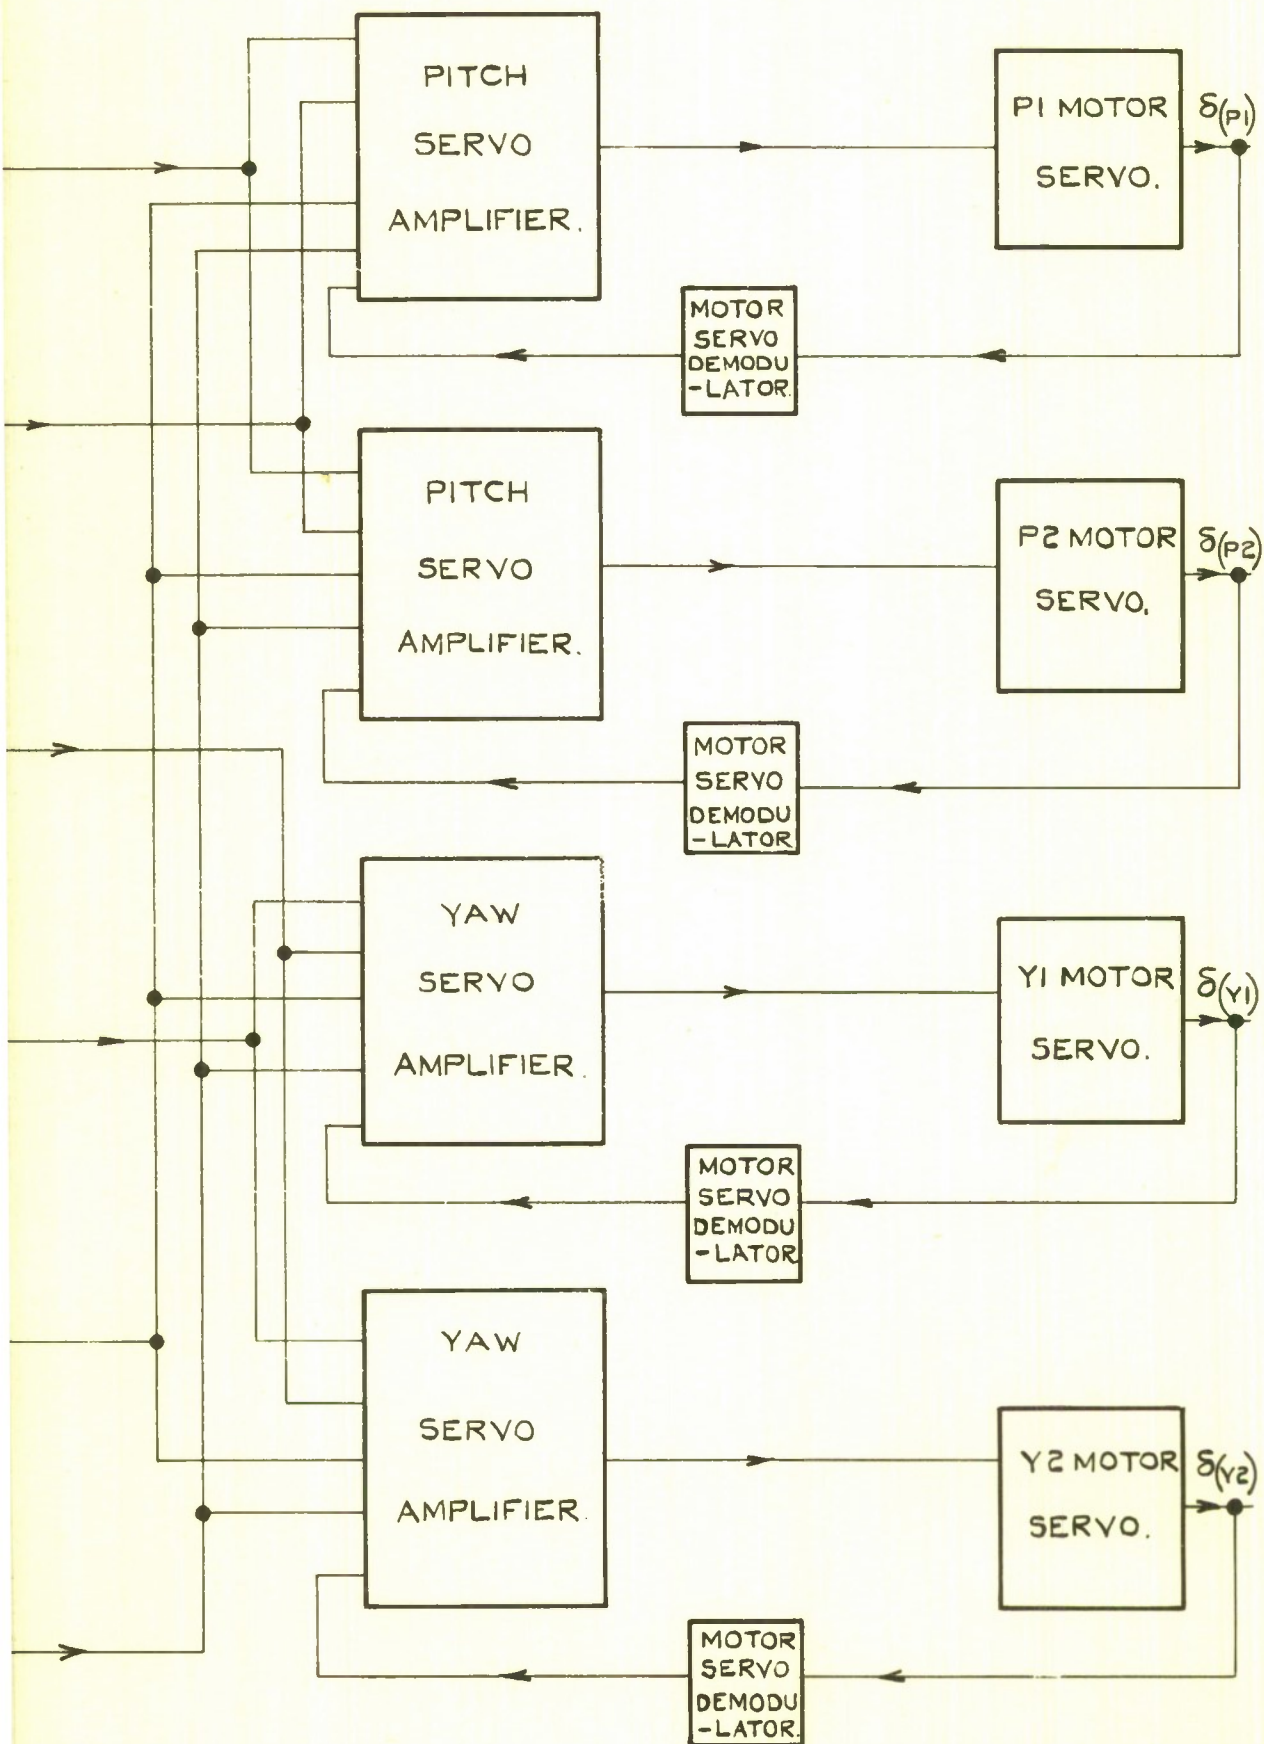 PITCH
SERVO
AMPLIFIER.
P1 MOTOR
SERVO.
δ(P1)
MOTOR
SERVO
DEMODU
-LATOR.
PITCH
SERVO
AMPLIFIER.
P2 MOTOR
SERVO.
δ(P2)
MOTOR
SERVO
DEMODU
-LATOR
YAW
SERVO
AMPLIFIER.
Y1 MOTOR
SERVO.
δ(Y1)
MOTOR
SERVO
DEMODU
-LATOR
YAW
SERVO
AMPLIFIER.
Y2 MOTOR
SERVO.
δ(Y2)
MOTOR
SERVO
DEMODU
-LATOR.